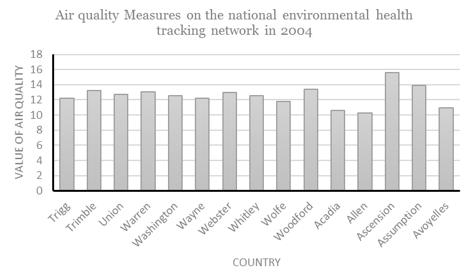 Air quality Measures on the national environmental health
tracking network in 2004
VALUE OF AIR QUALITY
18
16
14
12
10
8
6
4
2
0
Trigg
Trimble
Union
Warren
Washington
Wayne
Webster
Whitley
Wolfe
Woodford
Acadia
Allen
Ascension
Assumption
Avoyelles
COUNTRY